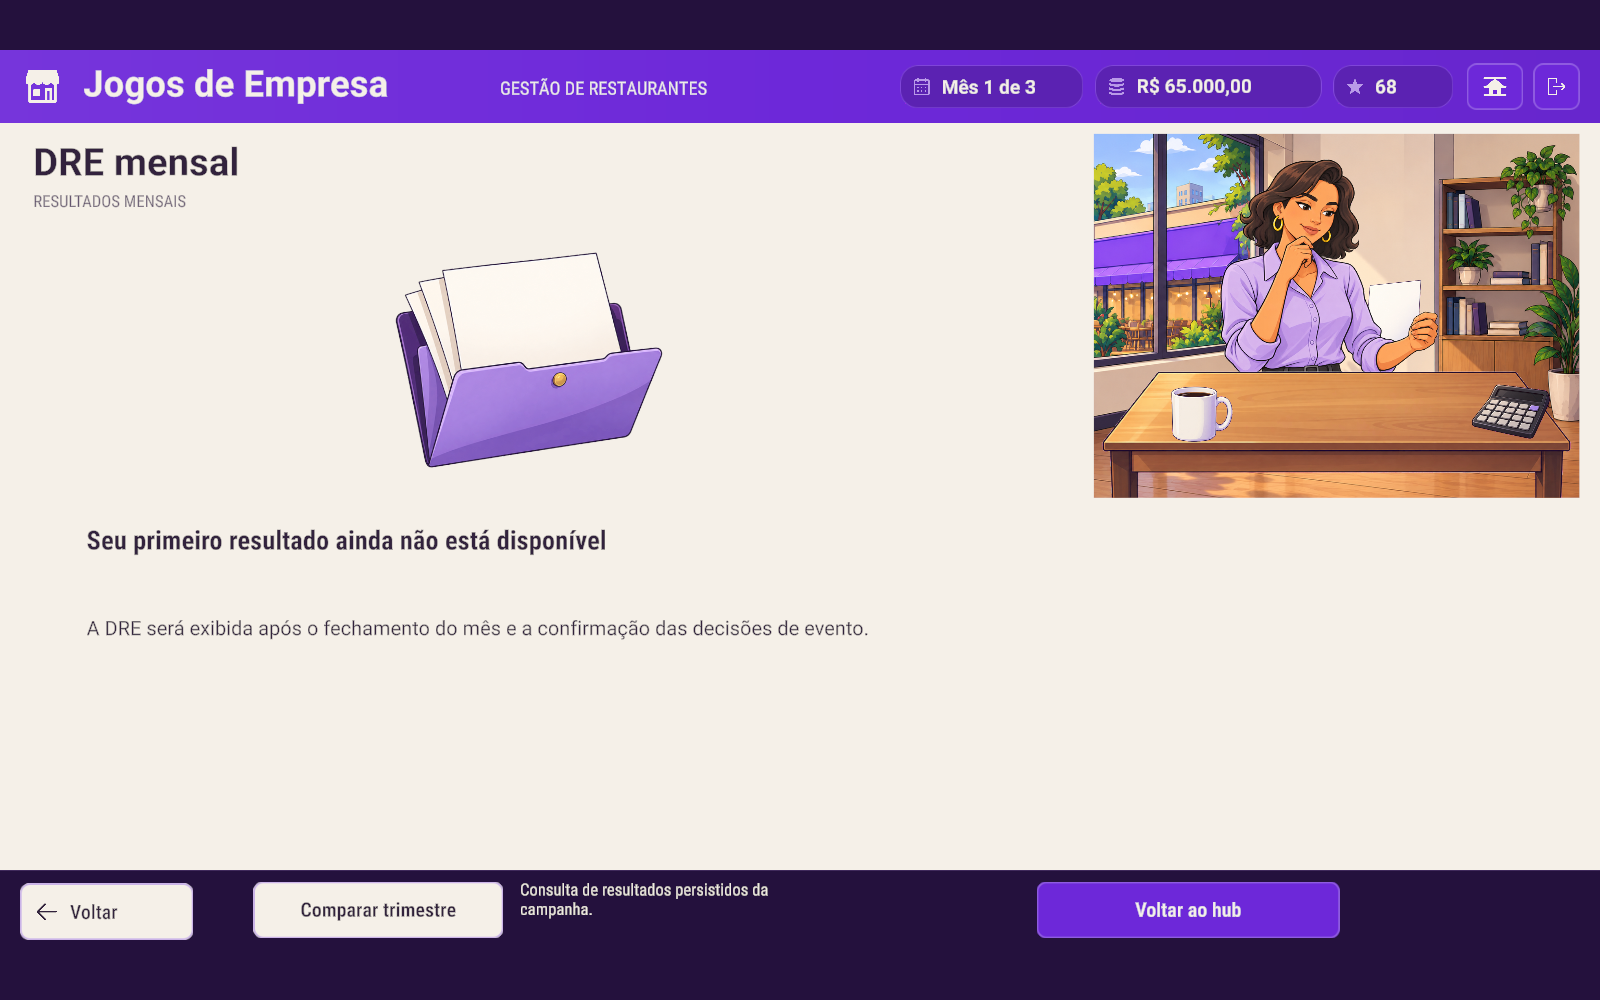 Jogos de Empresa
GESTÃO DE RESTAURANTES
Mês 1 de 3
R$ 65.000,00
68
DRE mensal
RESULTADOS MENSAIS
Seu primeiro resultado ainda não está disponível
A DRE será exibida após o fechamento do mês e a confirmação das decisões de evento.
Voltar
Comparar trimestre
Consulta de resultados persistidos da
campanha.
Voltar ao hub